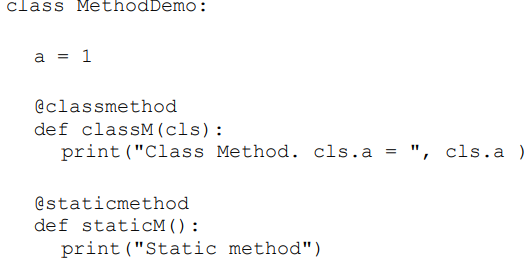 class MethodDemo:
a = 1
@classmethod
def classM(cls):
print("Class Method. cls.a = ", cls.a )
@staticmethod
def staticM():
print("Static method")